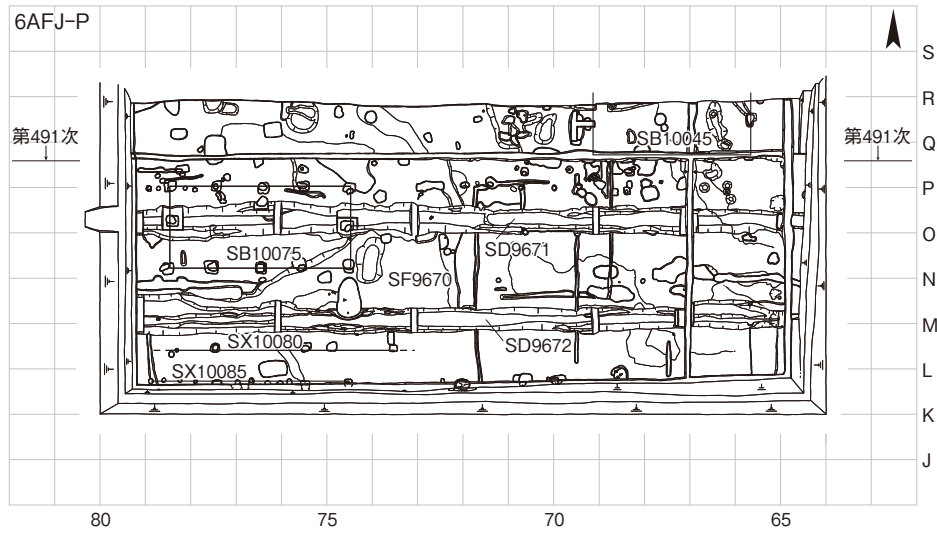 6AFJ-P
S
R
第491次
第491次
SB10045
Q
P
O
SB10075
SD9671
SF9670
N
M
SX10080
SD9672
SX10085
L
K
J
80
75
70
65